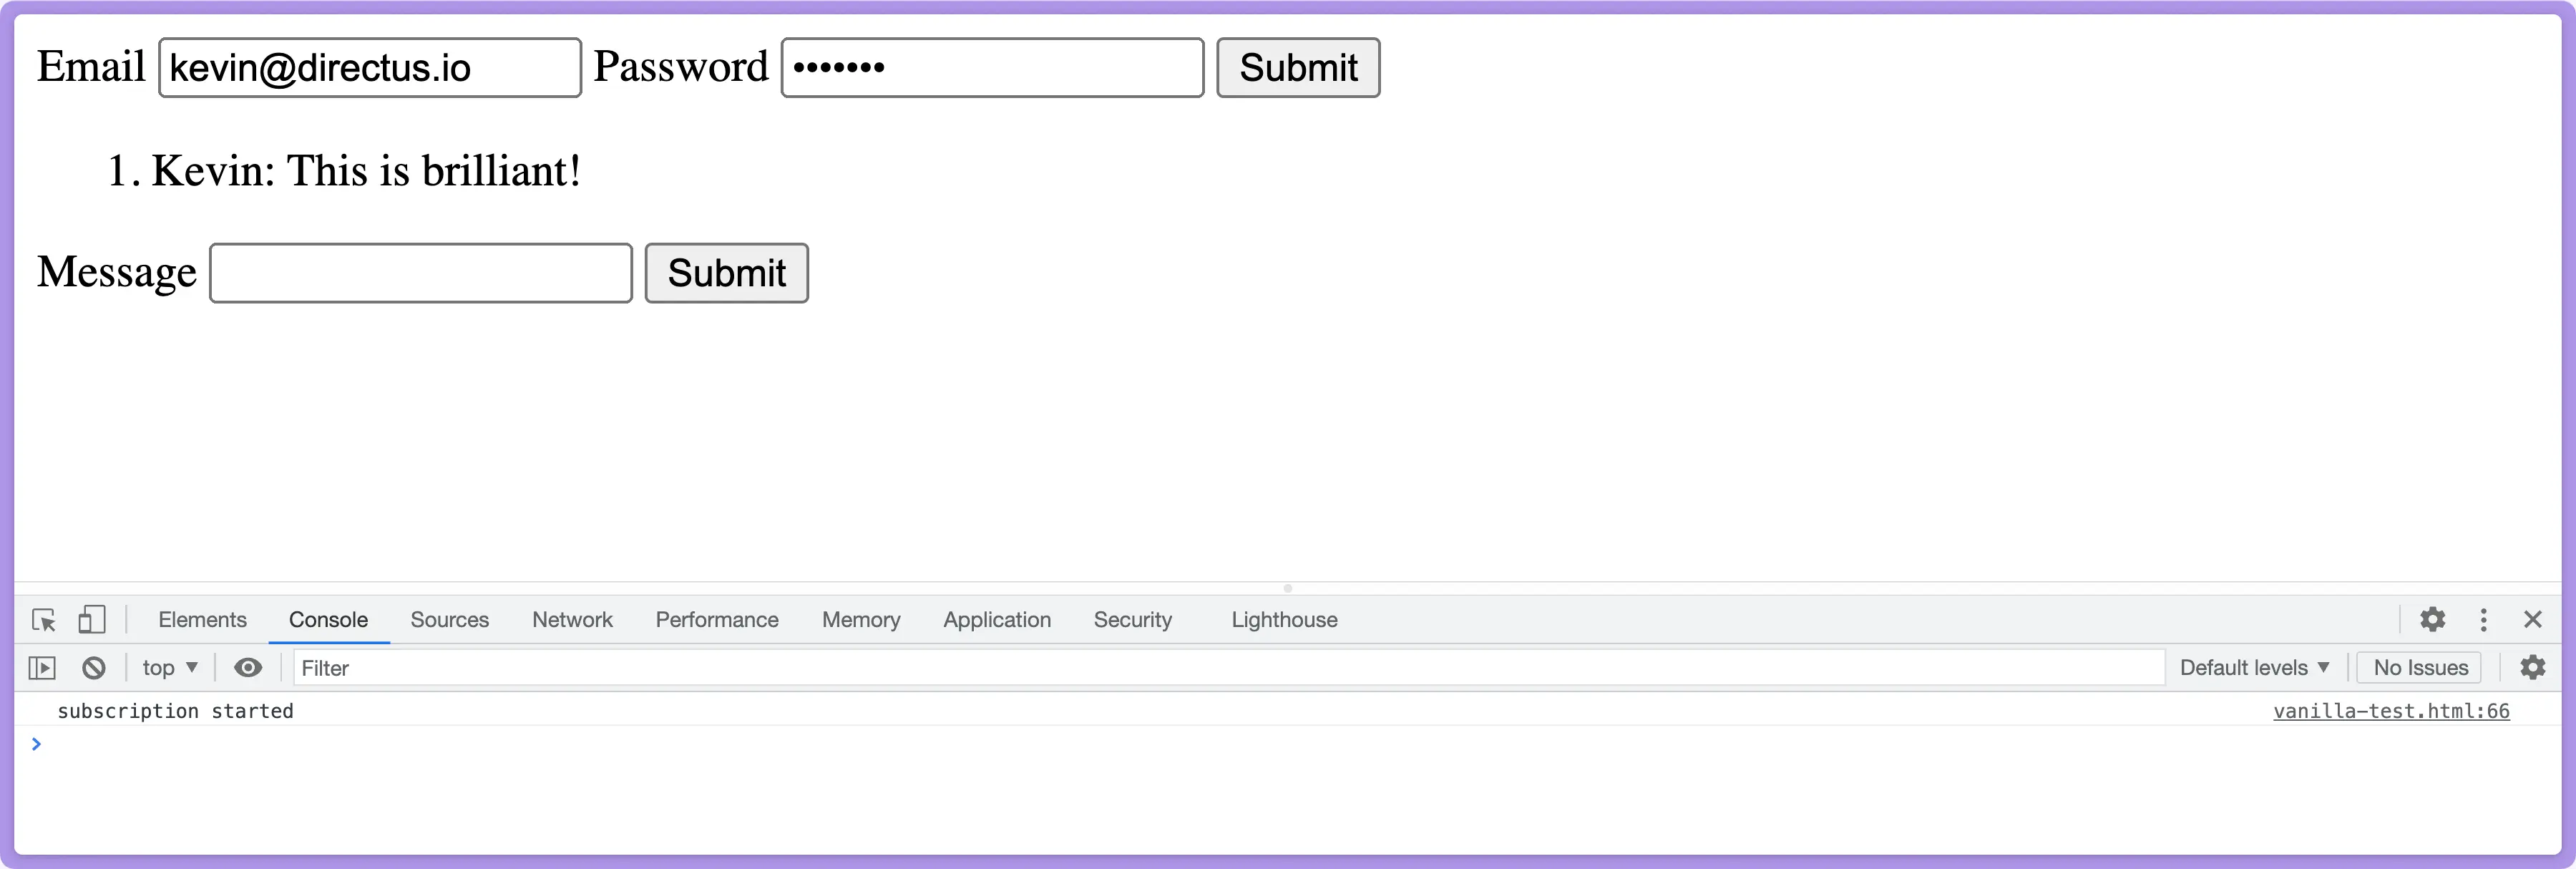 Email kevin@directus.io Password ••••••• Submit
1. Kevin: This is brilliant!
Message Submit
Elements Console Sources Network Performance Memory Application Security Lighthouse
top Filter Default levels No Issues
subscription started vanilla-test.html:66